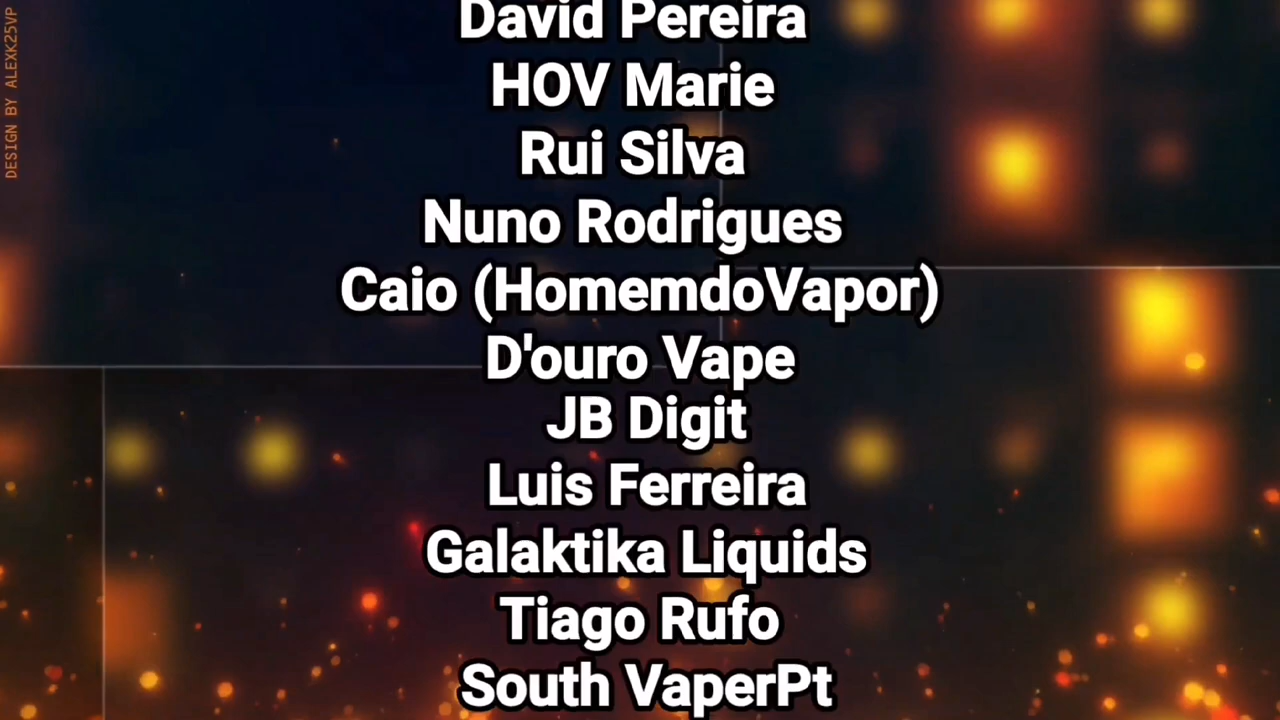 DESIGN BY ALEXK25VP
David Pereira
HOV Marie
Rui Silva
Nuno Rodrigues
Caio (HomemdoVapor)
D'ouro Vape
JB Digit
Luis Ferreira
Galaktika Liquids
Tiago Rufo
South VaperPt